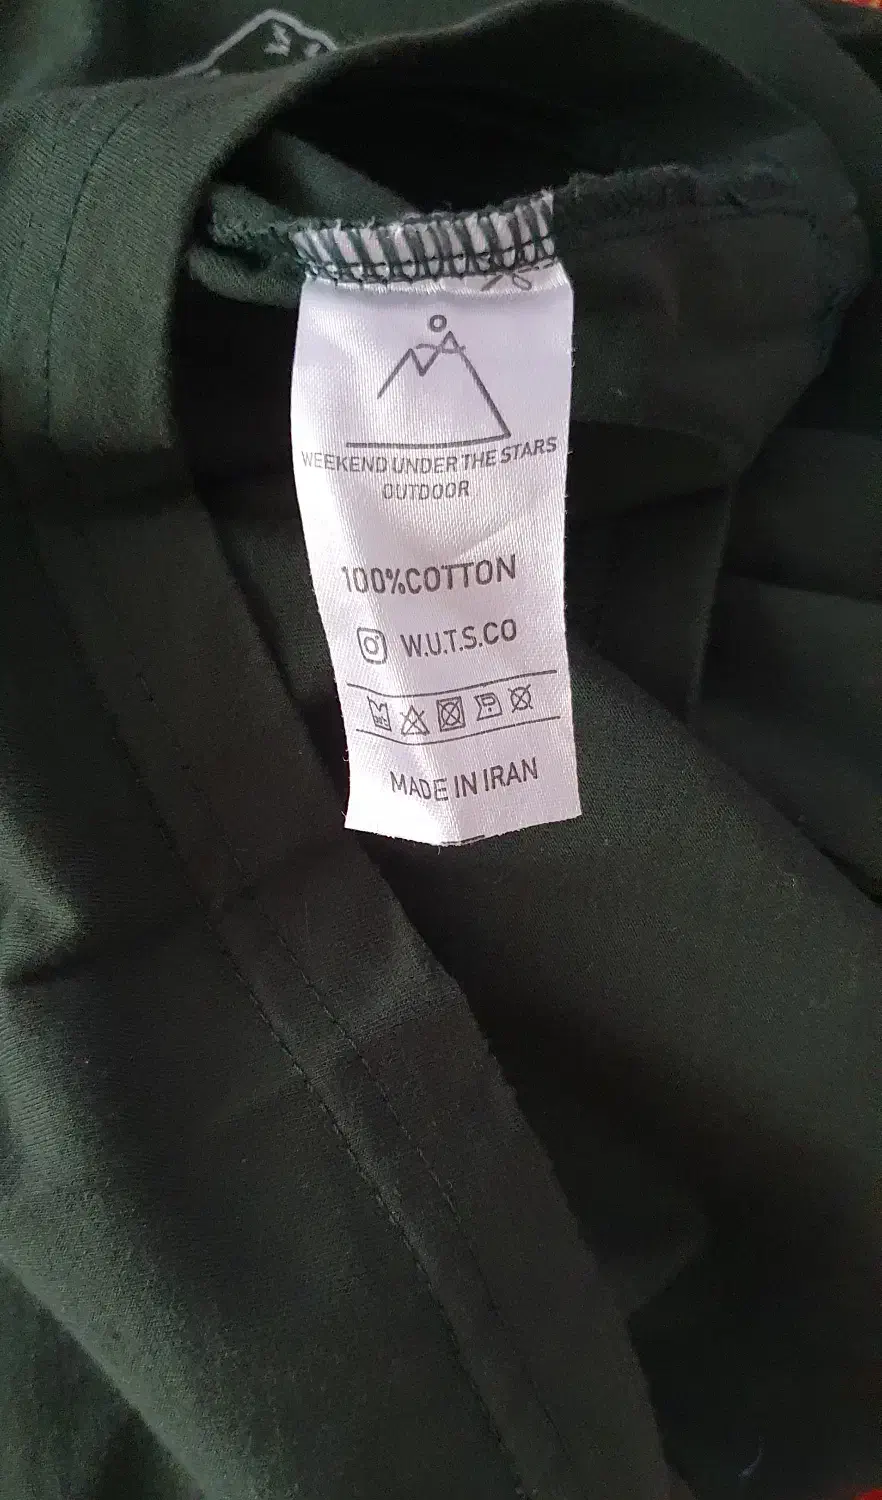 WEEKEND UNDER THE STARS
OUTDOOR
100%COTTON
W.U.T.S.CO
MADE IN IRAN